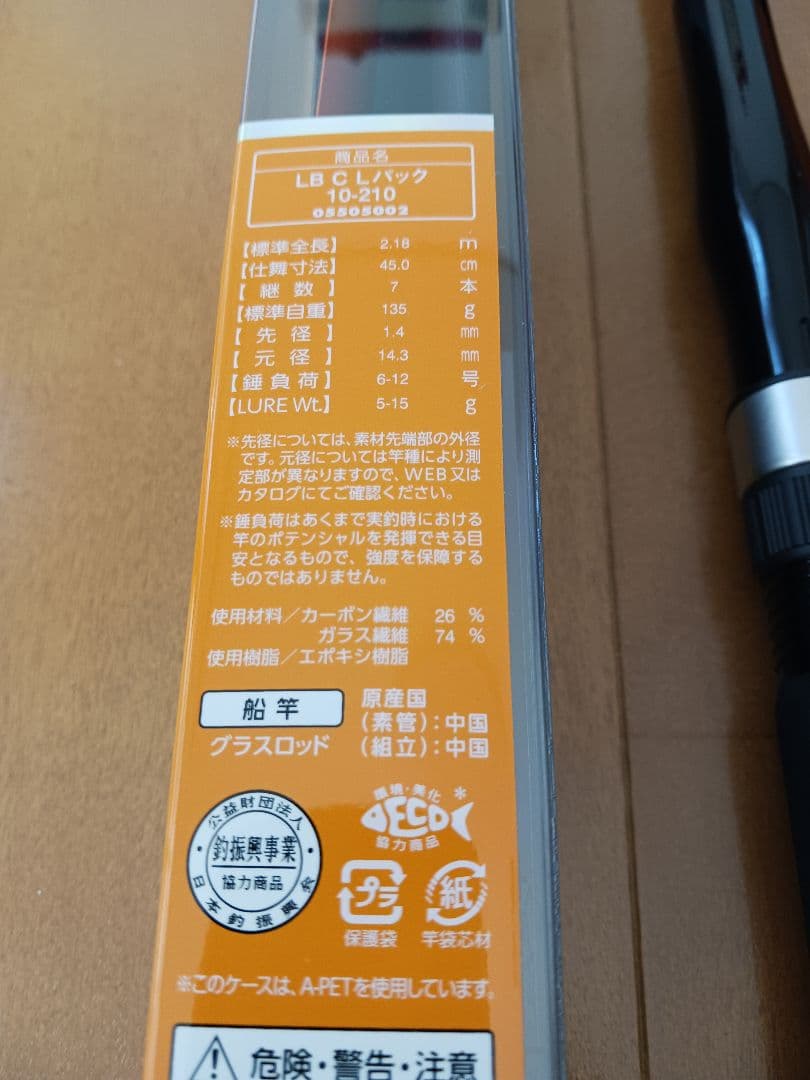 商品名
LB C Lパック
10-210
05505002
【標準全長】 2.18 m
【仕舞寸法】 45.0 cm
【継数】 7 本
【標準自重】 135 g
【先径】 1.4 mm
【元径】 14.3 mm
【錘負荷】 6-12 号
【LURE Wt.】 5-15 g
※先径については、素材先端部の外径
です。元径については竿種により測
定部が異なりますので、WEB又は
カタログにてご確認ください。
※錘負荷はあくまで実釣時における
竿のポテンシャルを発揮できる目
安となるもので、強度を保障する
ものではありません。
使用材料/カーボン繊維 26 %
ガラス繊維 74 %
使用樹脂/エポキシ樹脂
船竿
グラスロッド
原産国
(素管):中国
(組立):中国
公益財団法人
釣振興事業
協力商品
日本釣振興会
環境・美化
ECO
協力商品
*
プラ
保護袋
紙
竿袋芯材
※このケースは、A-PETを使用しています。
危険・警告・注意